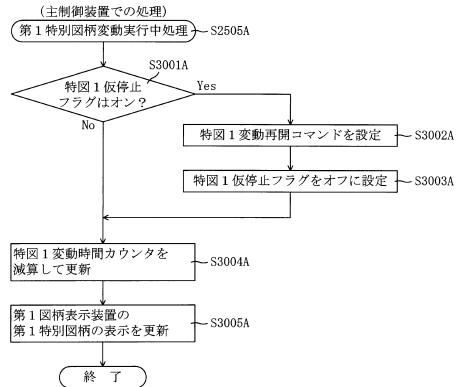 (主制御装置での処理)
第1特別図柄変動実行中処理
S2505A
S3001A
特図1仮停止
フラグはオン?
Yes
No
特図1変動再開コマンドを設定
S3002A
特図1仮停止フラグをオフに設定
S3003A
特図1変動時間カウンタを
減算して更新
S3004A
第1図柄表示装置の
第1特別図柄の表示を更新
S3005A
終 了